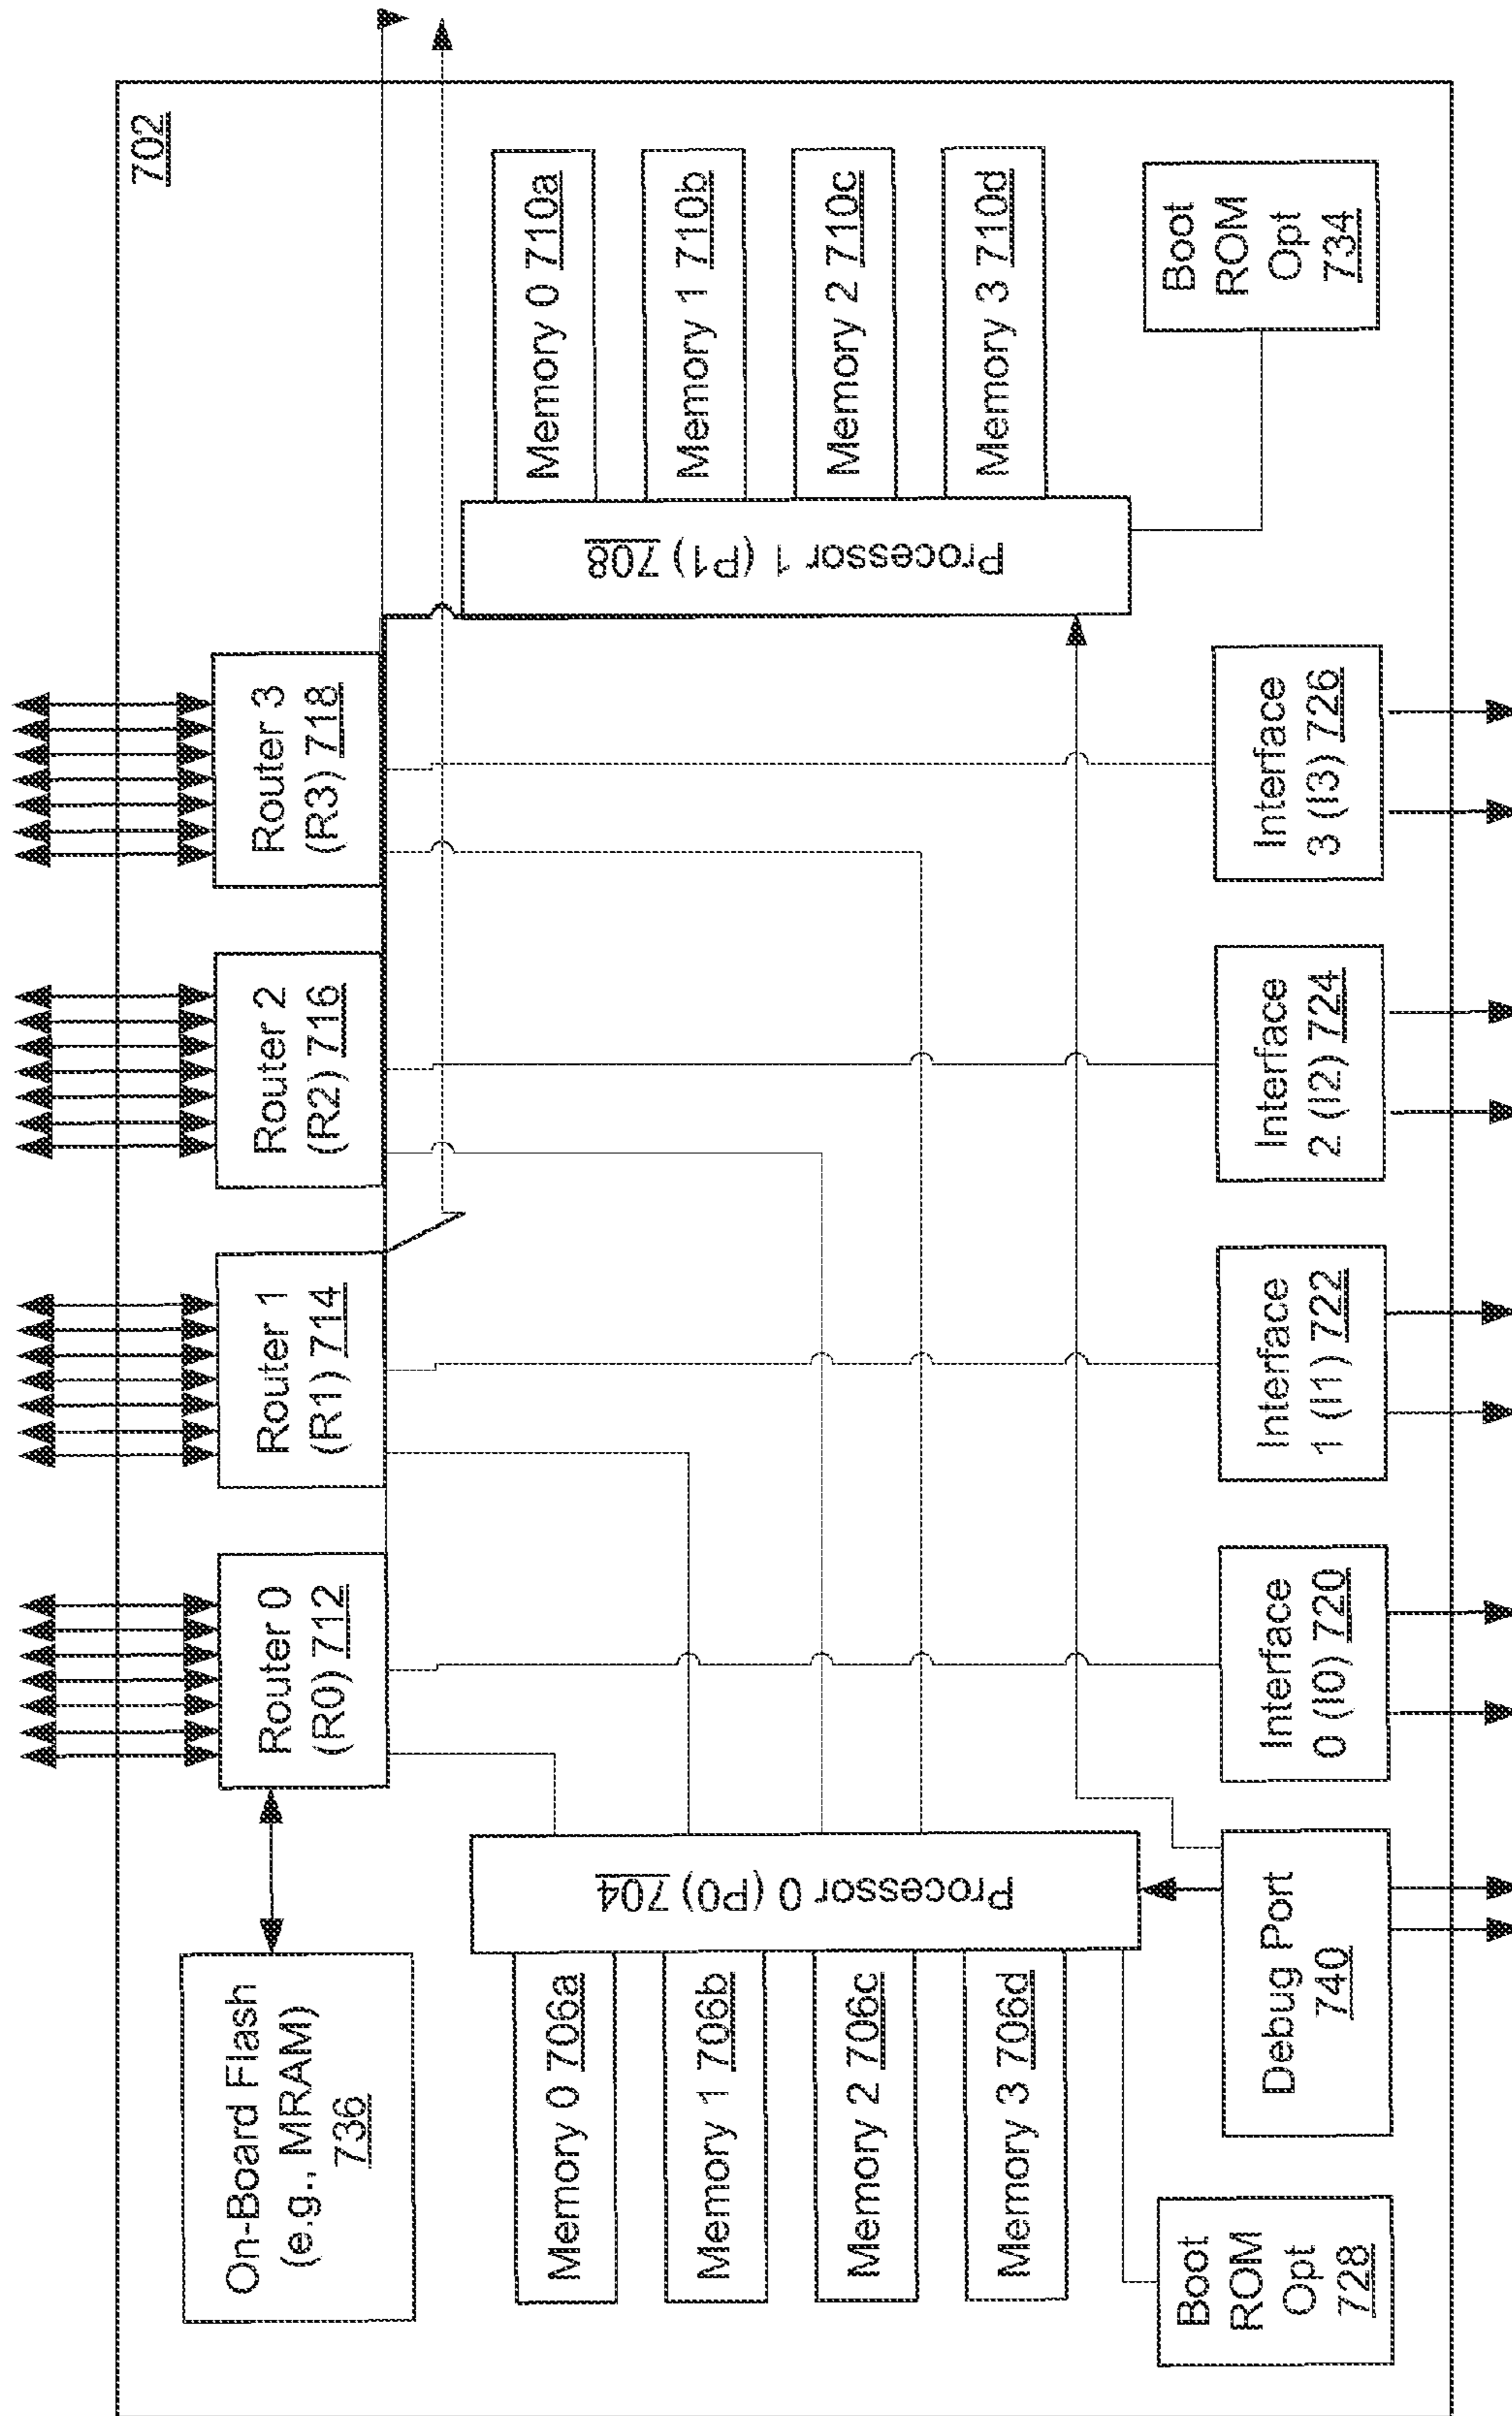 702
On-Board Flash
(e.g., MRAM)
736
Router 0
(R0) 712
Router 1
(R1) 714
Router 2
(R2) 716
Router 3
(R3) 718
Memory 0 706a
Memory 1 706b
Memory 2 706c
Memory 3 706d
Processor 0 (P0) 704
Processor 1 (P1) 708
Memory 0 710a
Memory 1 710b
Memory 2 710c
Memory 3 710d
Boot
ROM
Opt
728
Debug Port
740
Interface
0 (I0) 720
Interface
1 (I1) 722
Interface
2 (I2) 724
Interface
3 (I3) 726
Boot
ROM
Opt
734